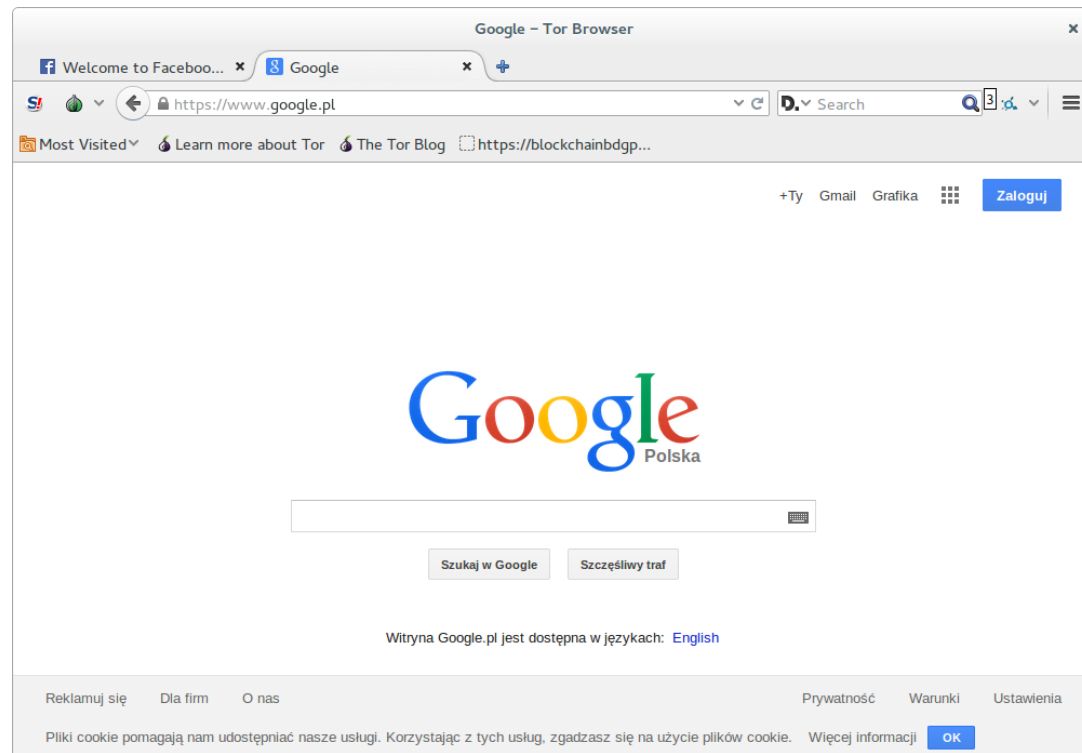 Google – Tor Browser
Welcome to Faceboo... Google
S! https://www.google.pl D. Search 3
Most Visited Learn more about Tor The Tor Blog https://blockchainbdgp...
+Ty Gmail Grafika Zaloguj
Google
Polska
Szukaj w Google Szczęśliwy traf
Witryna Google.pl jest dostępna w językach: English
Reklamuj się Dla firm O nas Prywatność Warunki Ustawienia
Pliki cookie pomagają nam udostępniać nasze usługi. Korzystając z tych usług, zgadzasz się na użycie plików cookie. Więcej informacji OK